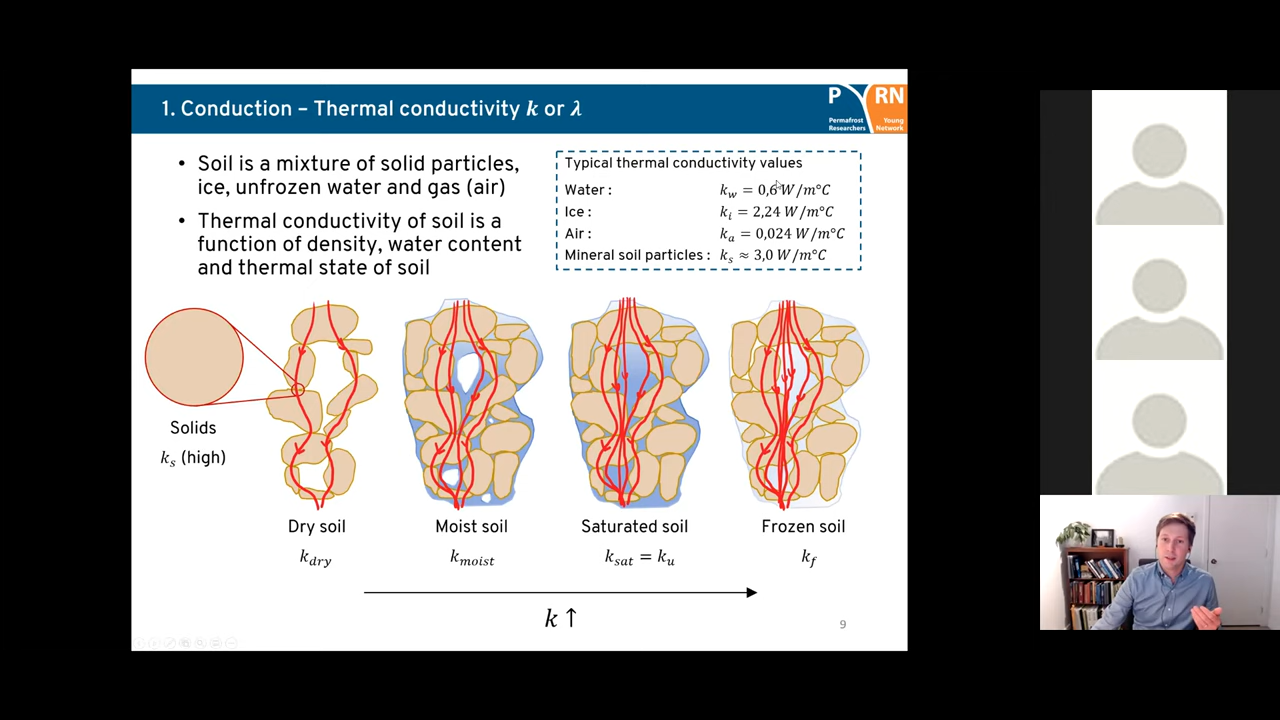 1. Conduction – Thermal conductivity k or λ
P RN
Permafrost Young
Researchers Network
• Soil is a mixture of solid particles,
ice, unfrozen water and gas (air)
• Thermal conductivity of soil is a
function of density, water content
and thermal state of soil
Typical thermal conductivity values
Water : k_w = 0,6 W/m°C
Ice : k_i = 2,24 W/m°C
Air : k_a = 0,024 W/m°C
Mineral soil particles : k_s ≈ 3,0 W/m°C
Solids
k_s (high)
Dry soil Moist soil Saturated soil Frozen soil
k_dry k_moist k_sat = k_u k_f
k ↑
9